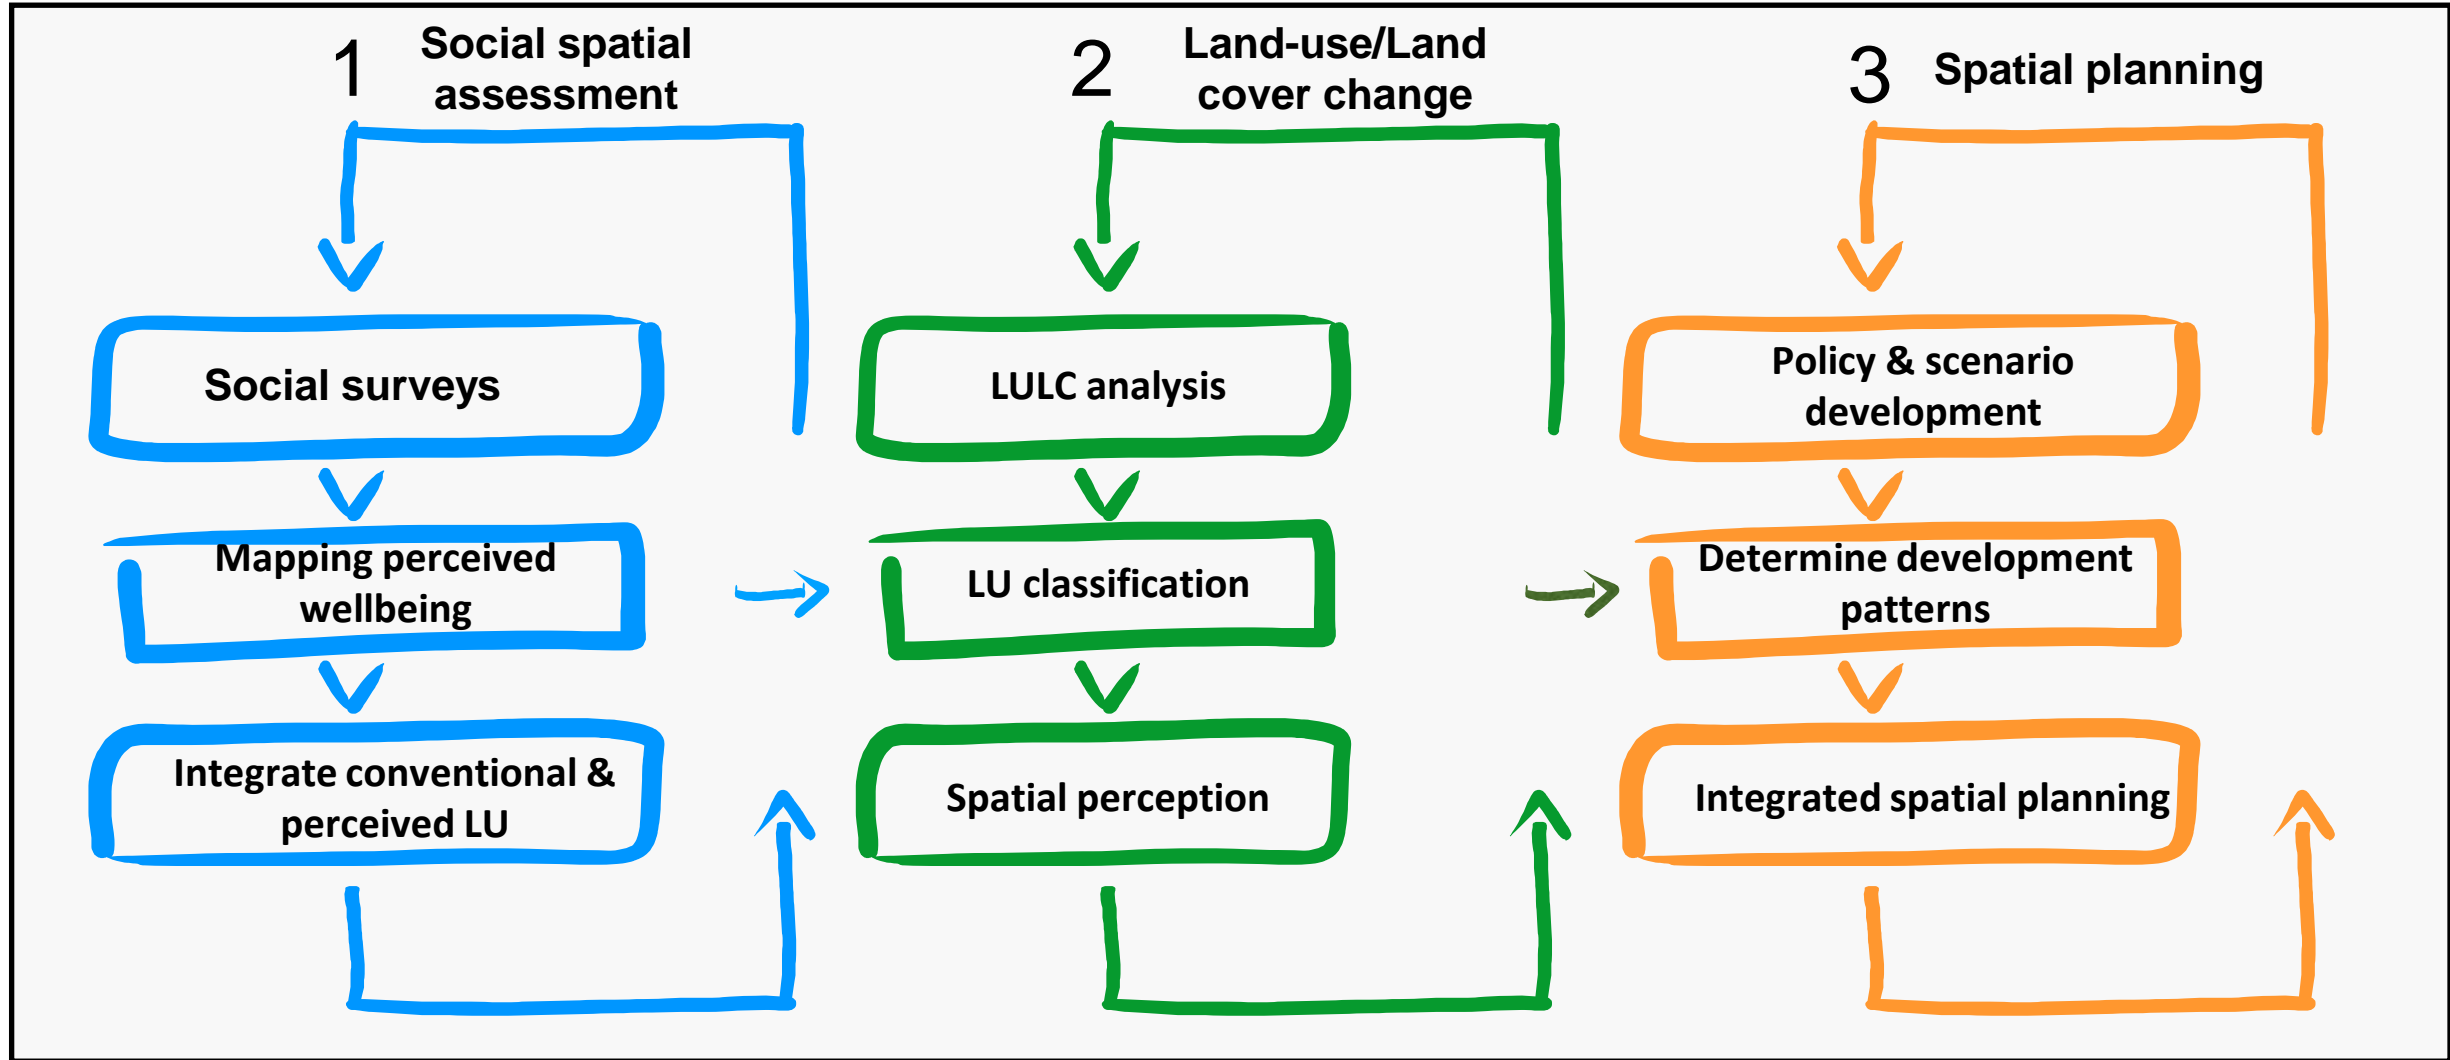 1
Social spatial
assessment
Social surveys
Mapping perceived
wellbeing
Integrate conventional &
perceived LU
2
Land-use/Land
cover change
LULC analysis
LU classification
Spatial perception
3
Spatial planning
Policy & scenario
development
Determine development
patterns
Integrated spatial planning